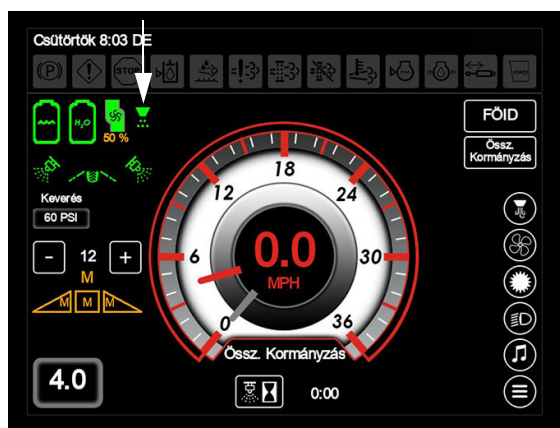 Csütörtök 8:03 DE
(P)
STOP
H₂O
50 %
FÖID
Össz.
Kormányzás
Keverés
60 PSI
- 12 +
M
M M M
4.0
0
6
12
18
24
30
36
0.0
MPH
Össz. Kormányzás
0:00